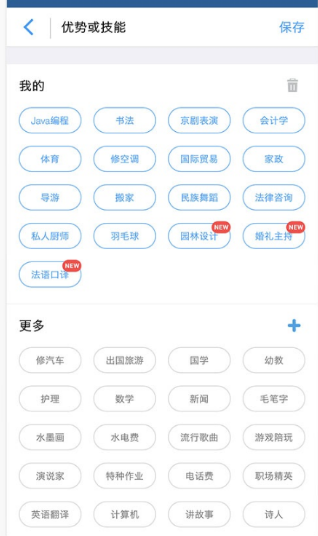 优势或技能 保存
我的
Java编程 书法 京剧表演 会计学
体育 修空调 国际贸易 家政
导游 搬家 民族舞蹈 法律咨询
私人厨师 羽毛球 园林设计 NEW 婚礼主持 NEW
法语口译 NEW
更多
修汽车 出国旅游 国学 幼教
护理 数学 新闻 毛笔字
水墨画 水电费 流行歌曲 游戏陪玩
演说家 特种作业 电话费 职场精英
英语翻译 计算机 讲故事 诗人